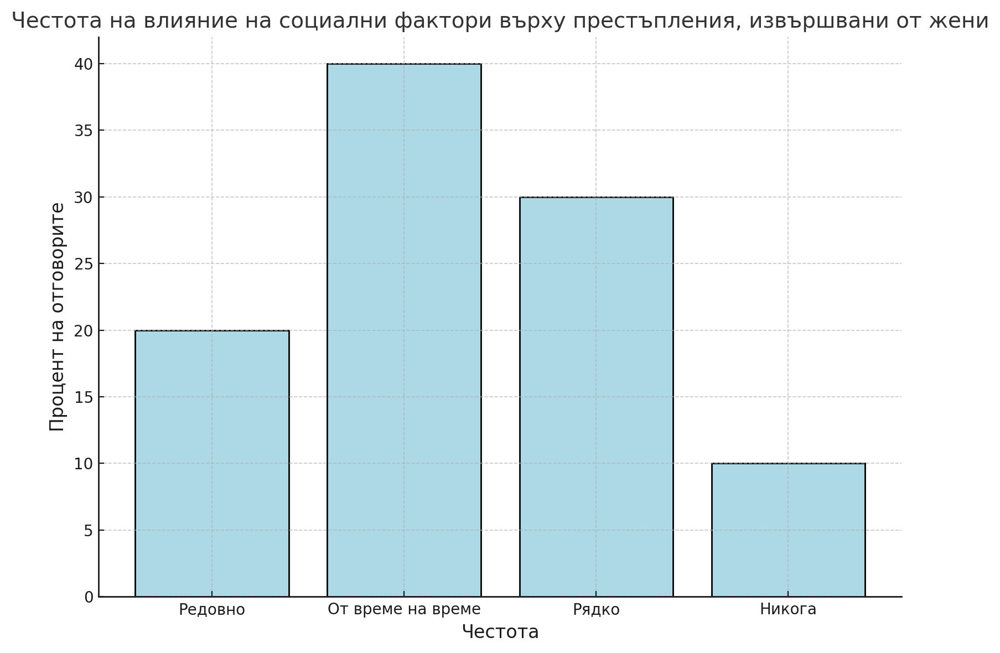 Честота на влияние на социални фактори върху престъпления, извършвани от жени
Процент на отговорите
40
35
30
25
20
15
10
5
0
Редовно
От време на време
Рядко
Никога
Честота